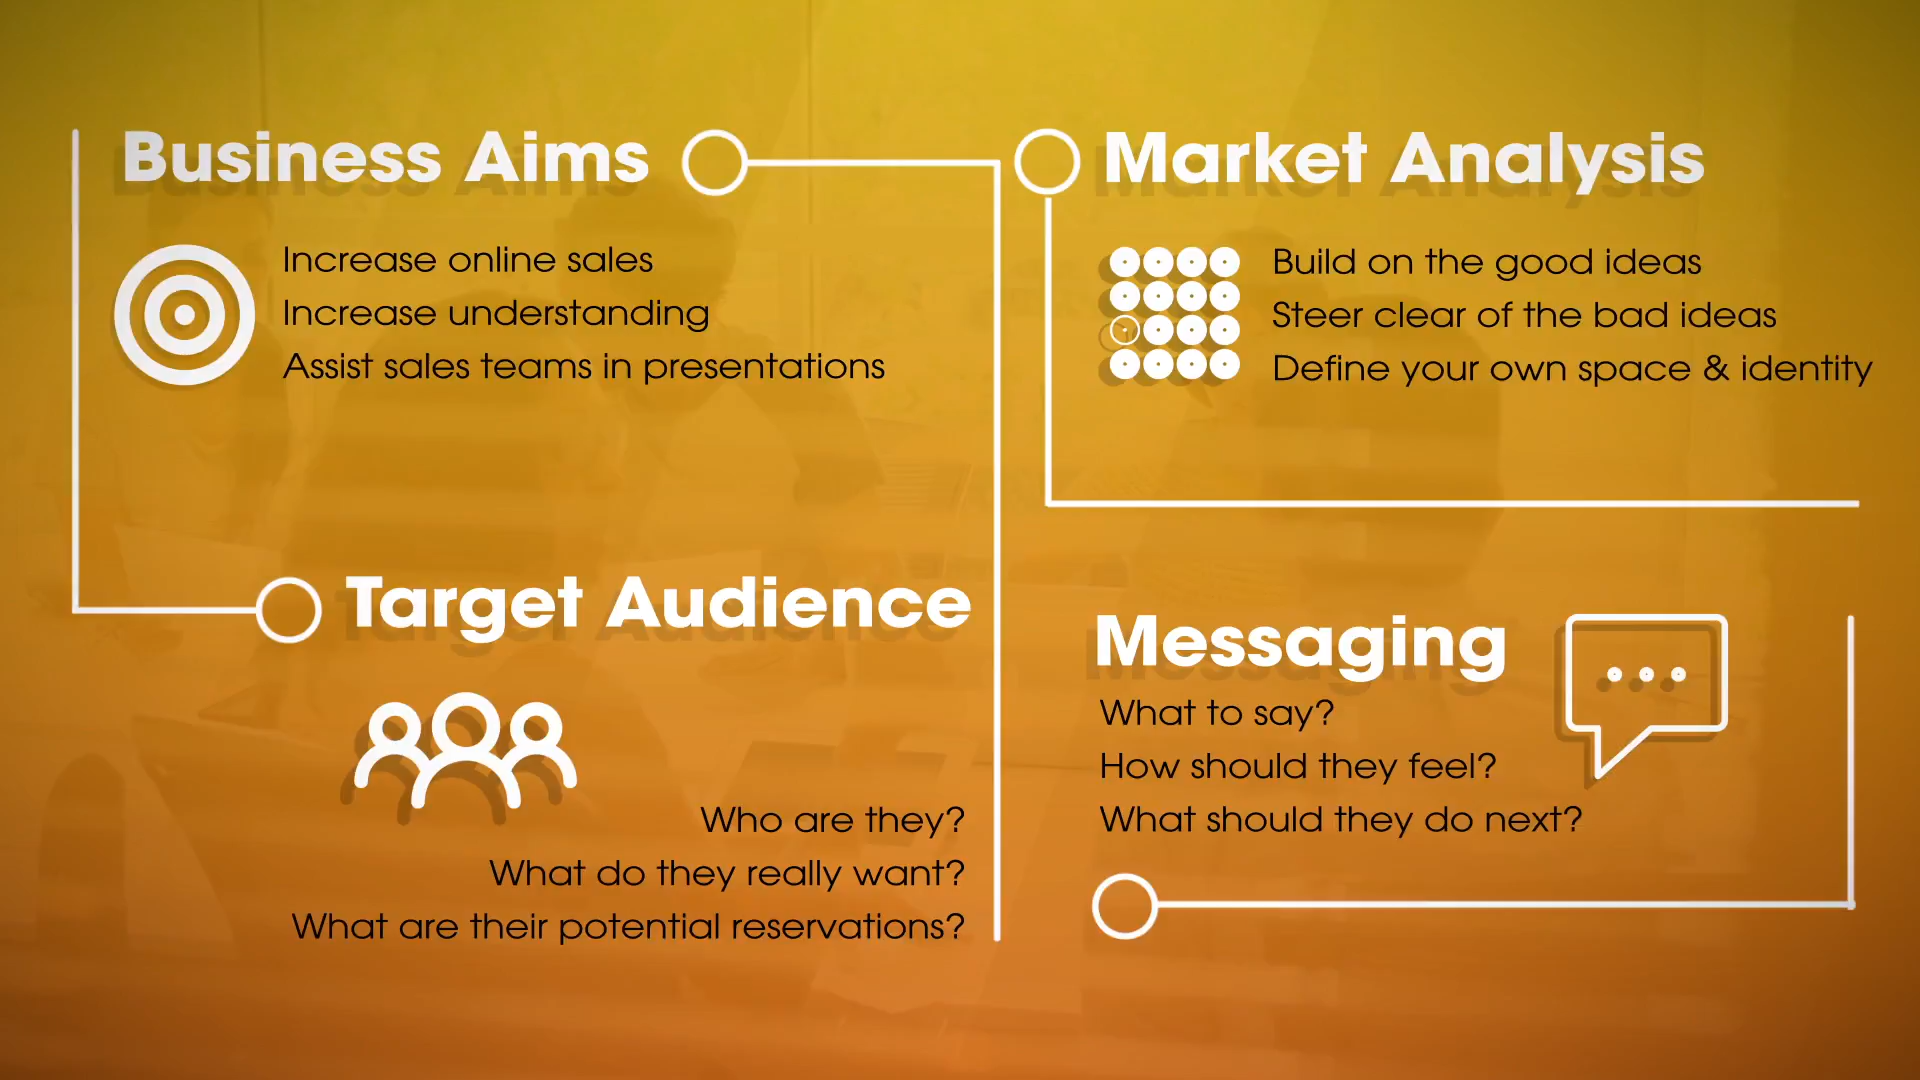 Business Aims
Increase online sales
Increase understanding
Assist sales teams in presentations
Market Analysis
Build on the good ideas
Steer clear of the bad ideas
Define your own space & identity
Target Audience
Who are they?
What do they really want?
What are their potential reservations?
Messaging
What to say?
How should they feel?
What should they do next?